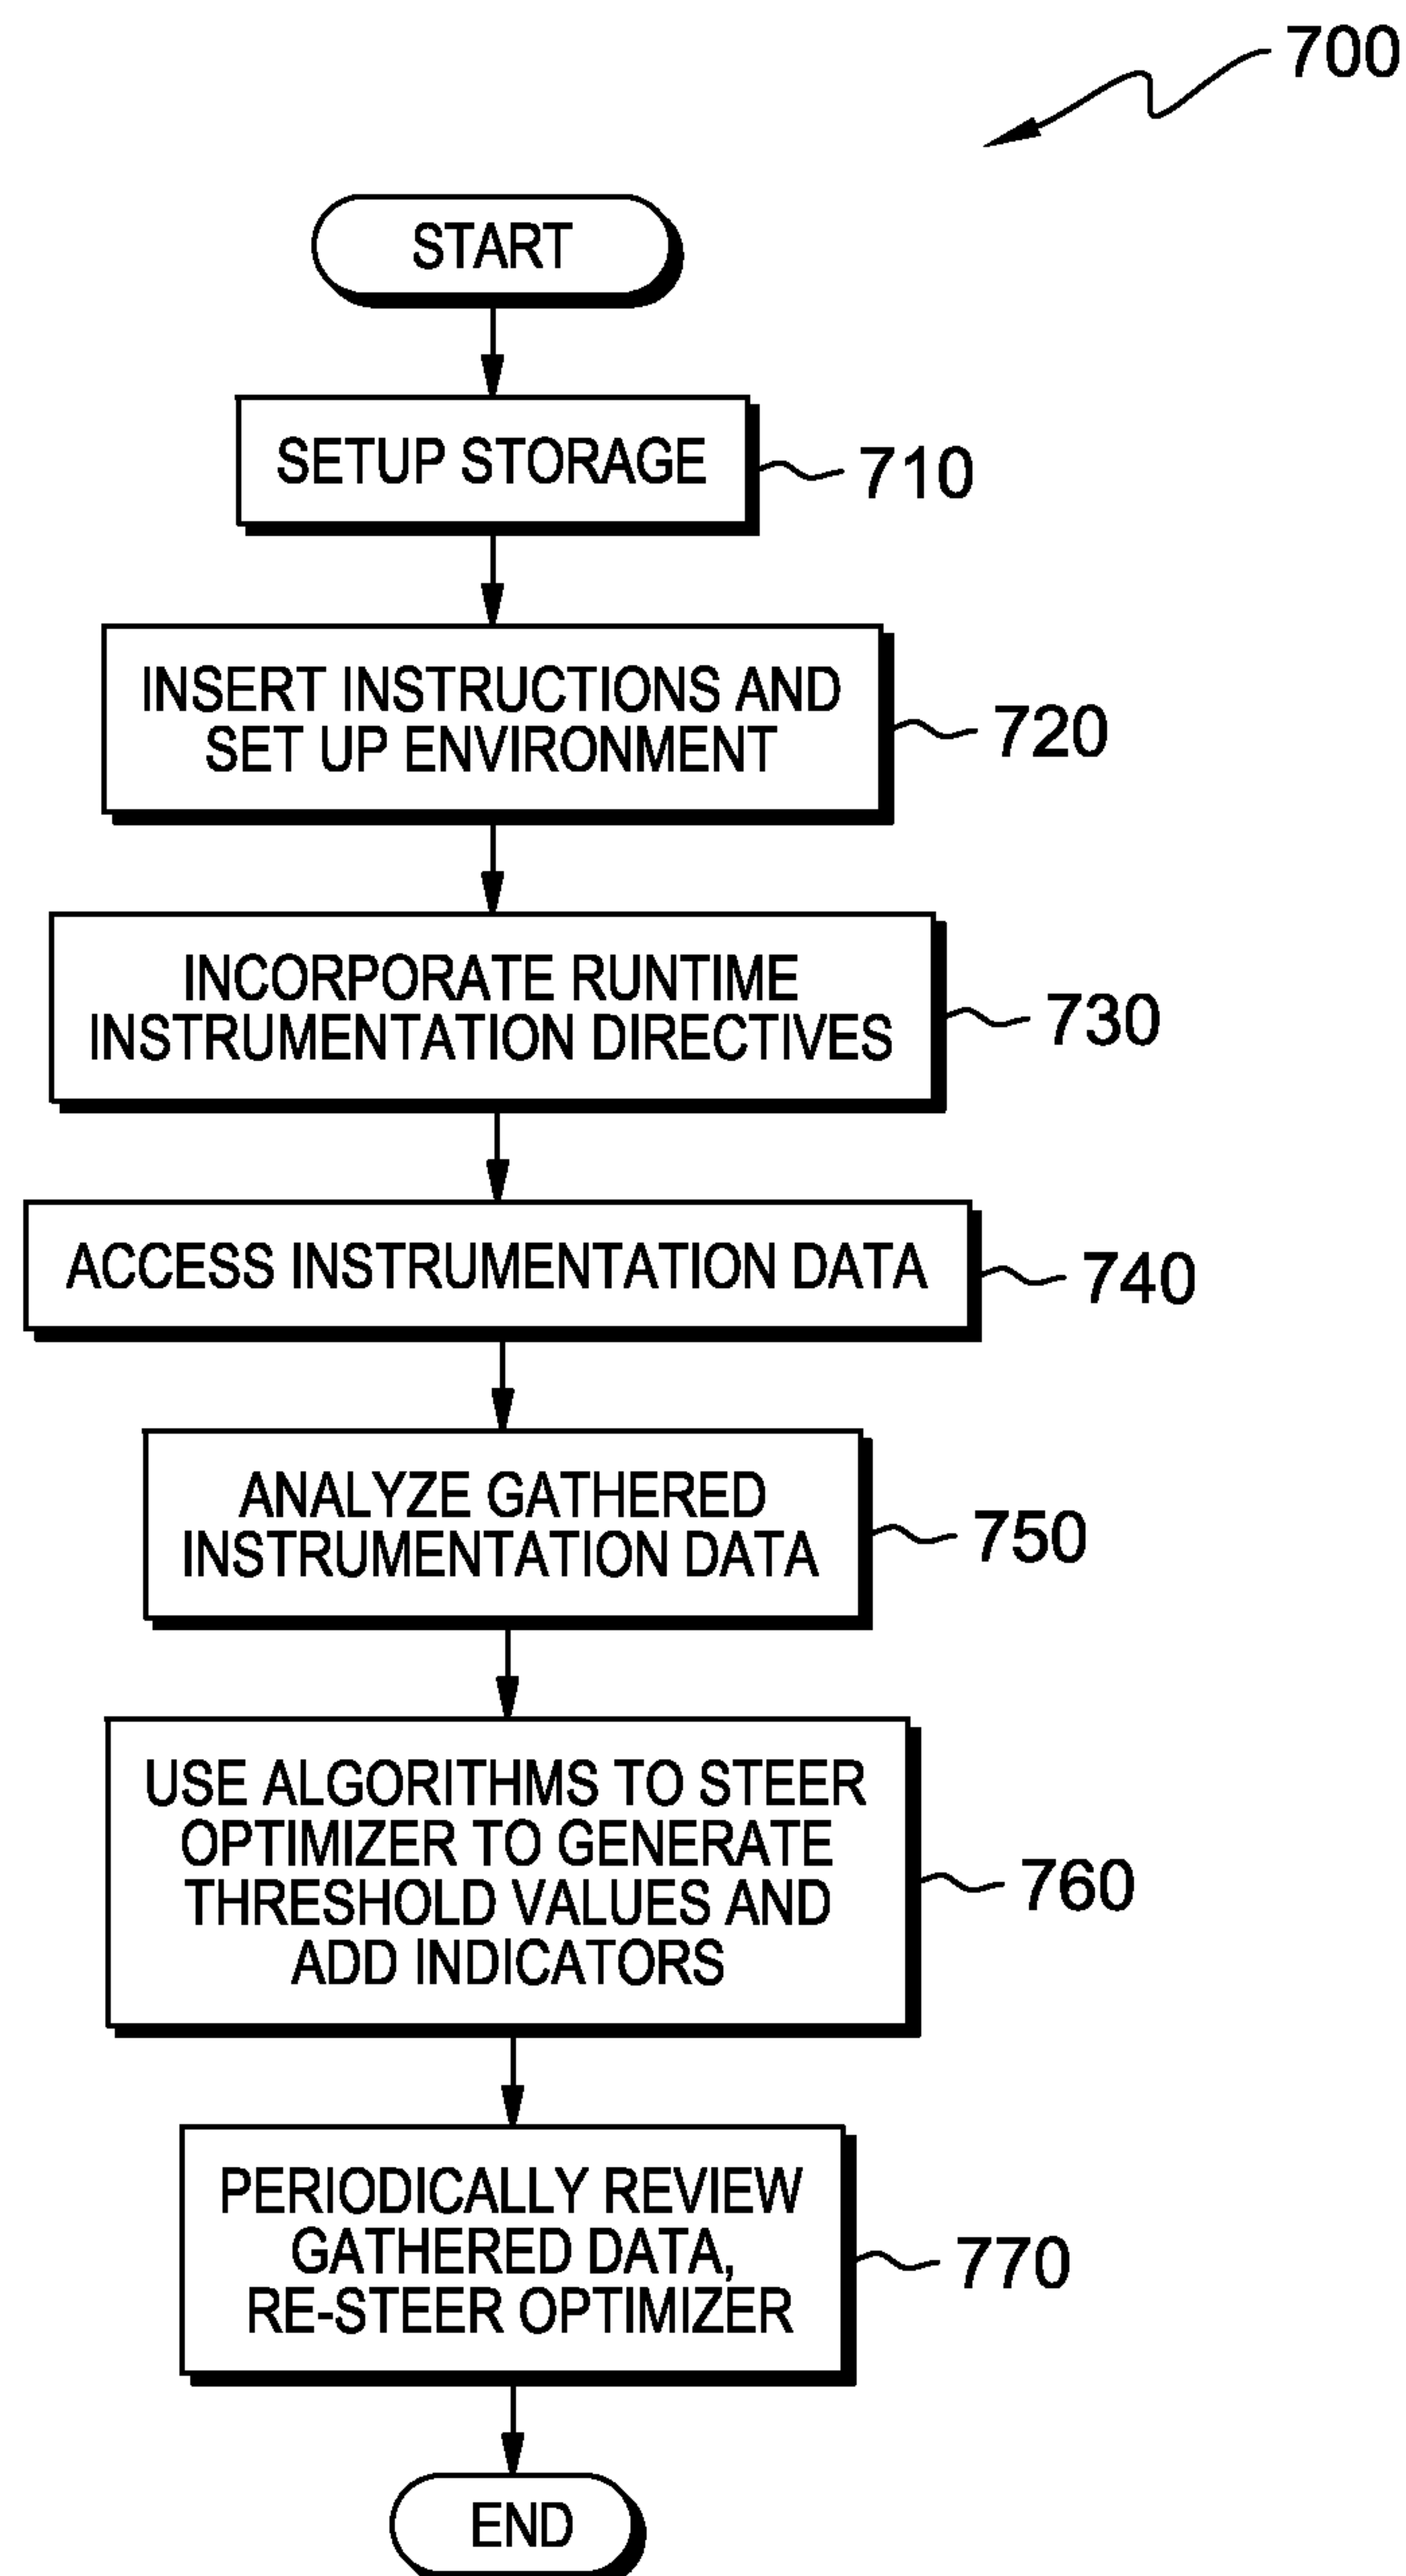 700
START
SETUP STORAGE
710
INSERT INSTRUCTIONS AND
SET UP ENVIRONMENT
720
INCORPORATE RUNTIME
INSTRUMENTATION DIRECTIVES
730
ACCESS INSTRUMENTATION DATA
740
ANALYZE GATHERED
INSTRUMENTATION DATA
750
USE ALGORITHMS TO STEER
OPTIMIZER TO GENERATE
THRESHOLD VALUES AND
ADD INDICATORS
760
PERIODICALLY REVIEW
GATHERED DATA,
RE-STEER OPTIMIZER
770
END